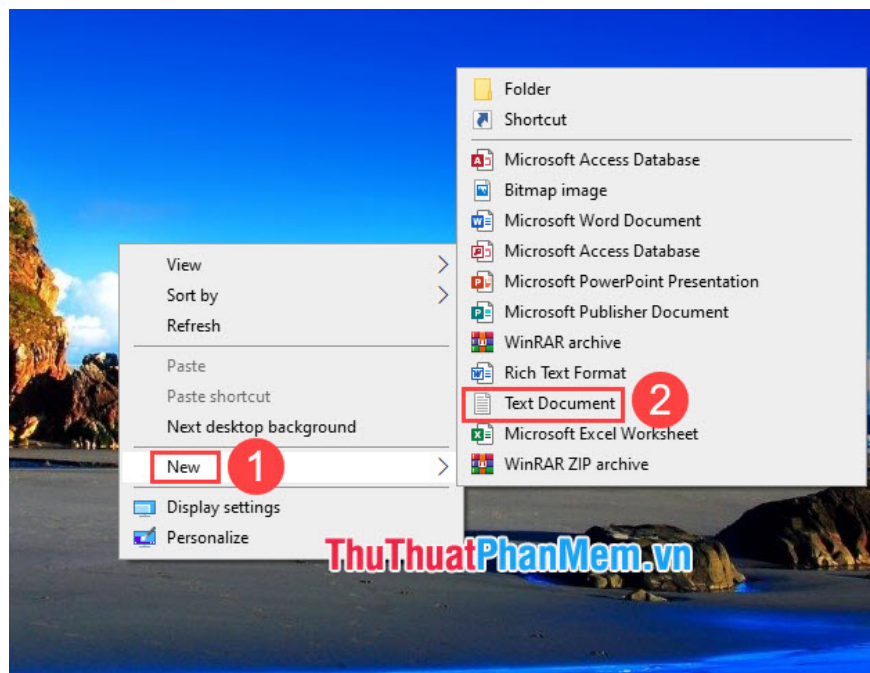 View
Sort by
Refresh
Paste
Paste shortcut
Next desktop background
New
1
Display settings
Personalize
Folder
Shortcut
Microsoft Access Database
Bitmap image
Microsoft Word Document
Microsoft Access Database
Microsoft PowerPoint Presentation
Microsoft Publisher Document
WinRAR archive
Rich Text Format
Text Document
2
Microsoft Excel Worksheet
WinRAR ZIP archive
ThuThuatPhanMem.vn